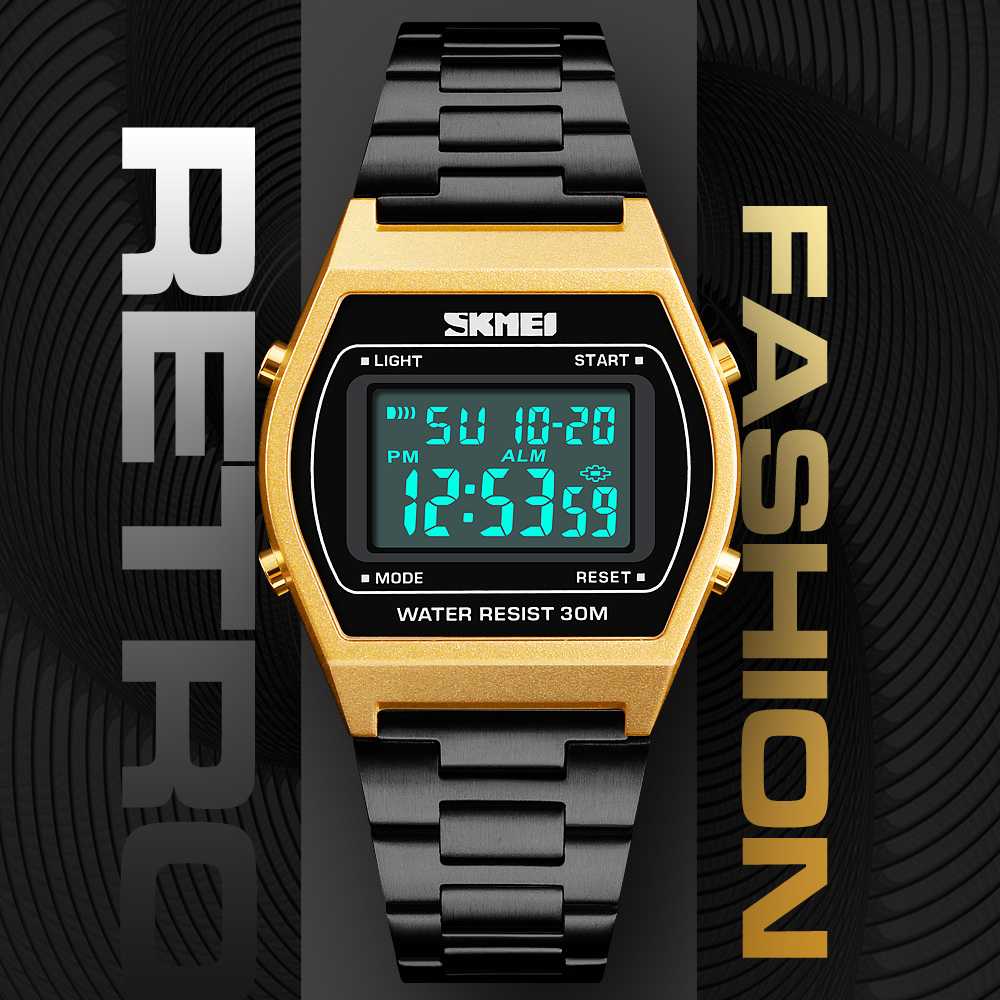 RETRO
FASHION
SKMEI
LIGHT START
SU 10-20
PM ALM
12:53 59
MODE RESET
WATER RESIST 30M